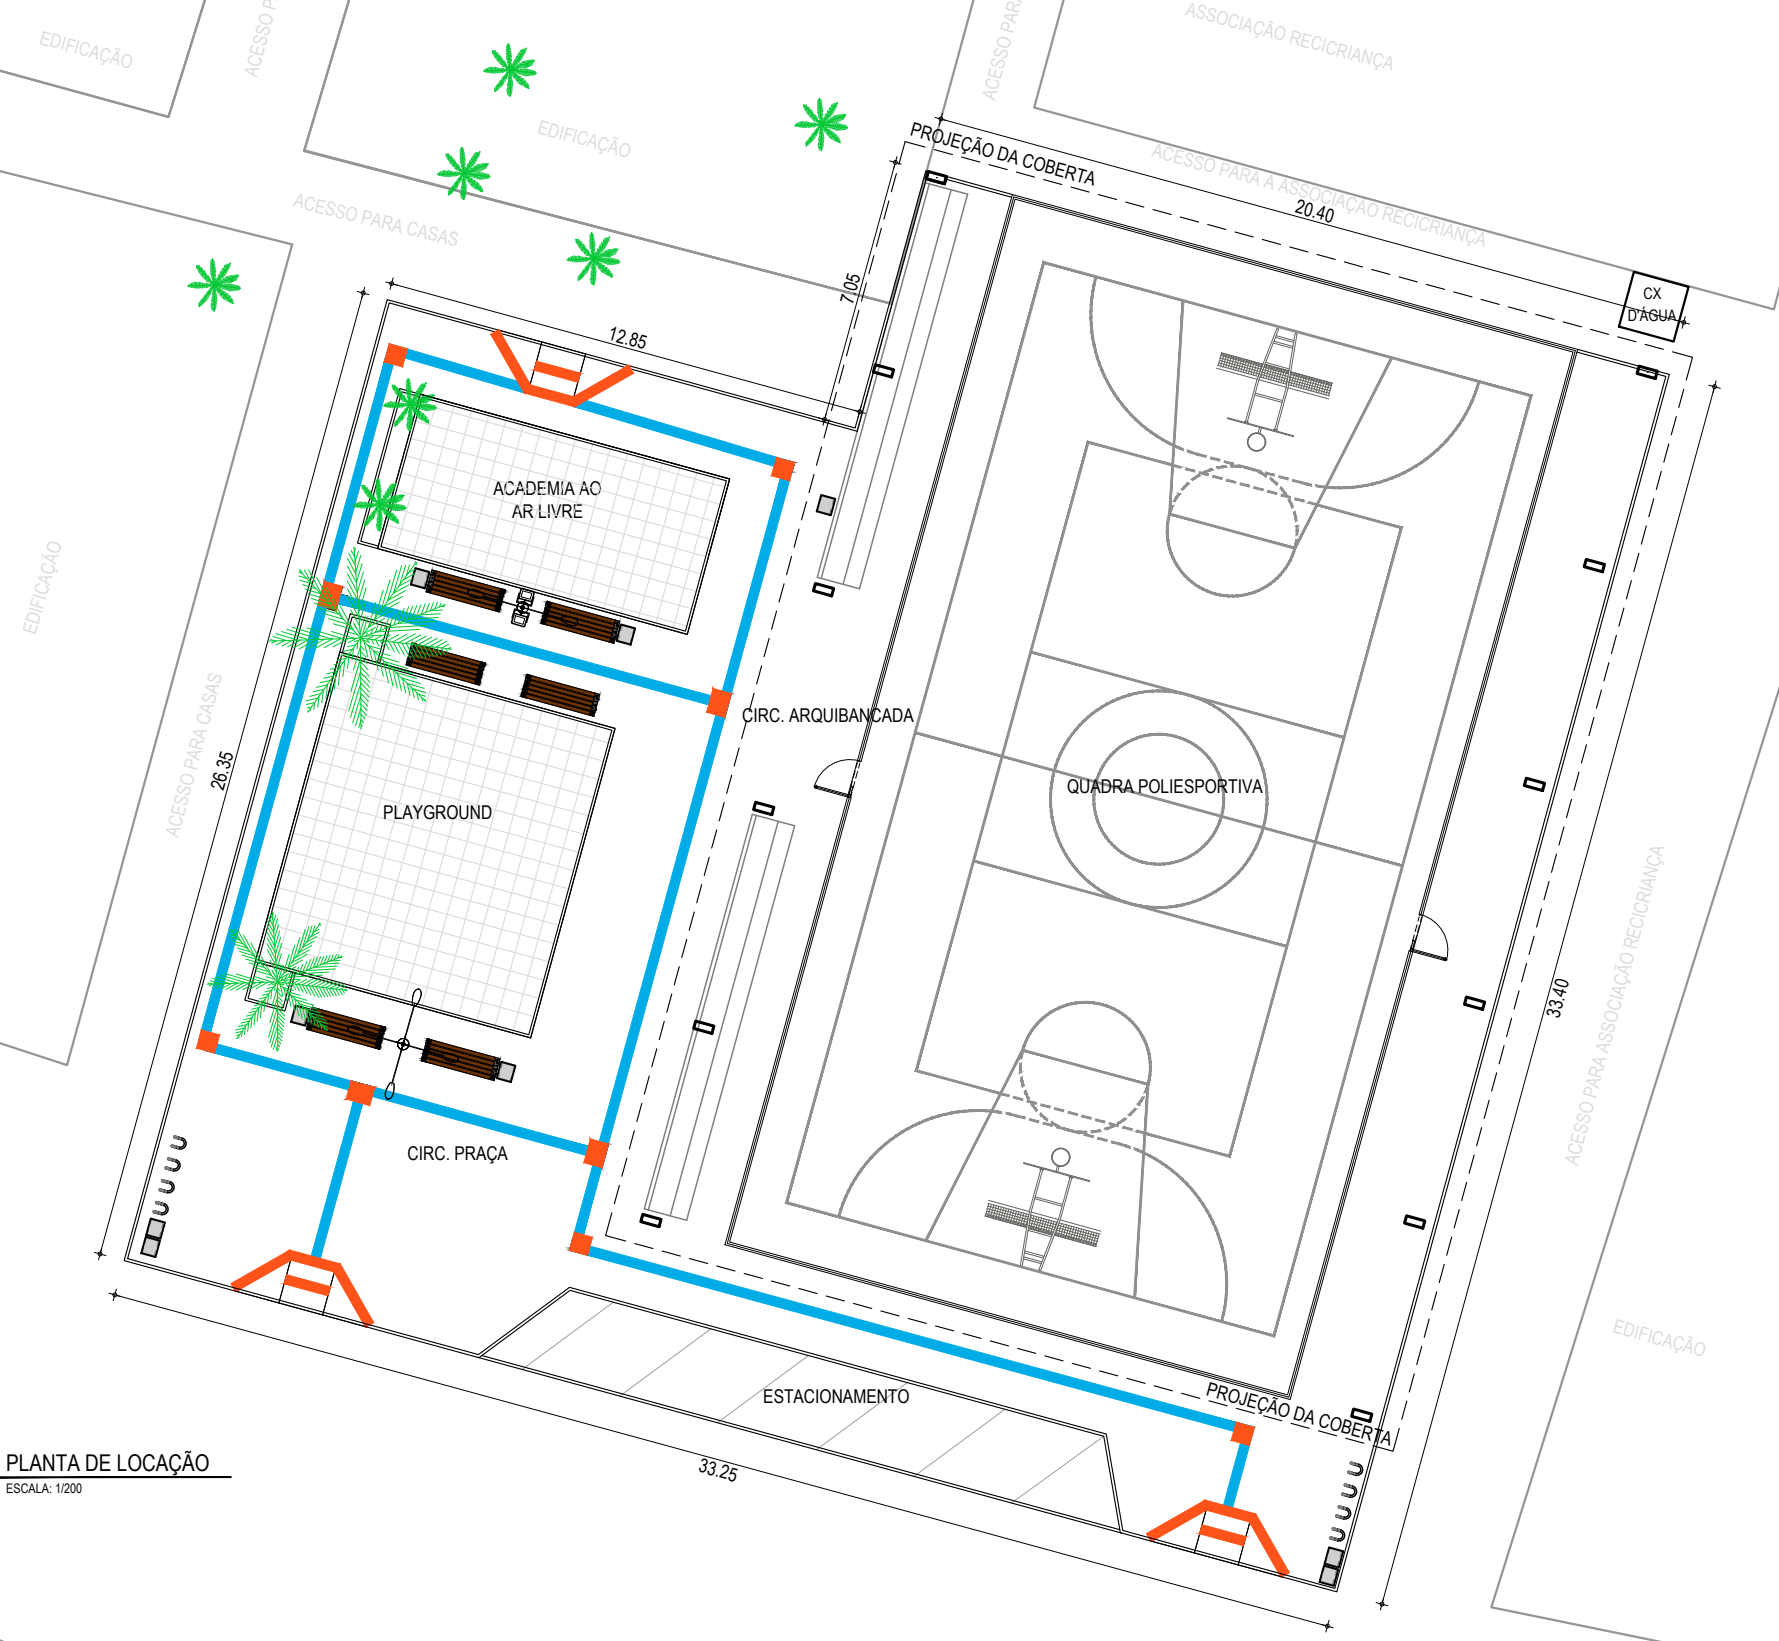 EDIFICAÇÃO
ACESSO PA
ACESSO PARA
ASSOCIAÇÃO RECICRIANÇA
EDIFICAÇÃO
PROJEÇÃO DA COBERTA
ACESSO PARA A ASSOCIAÇÃO RECICRIANÇA
20.40
ACESSO PARA CASAS
7.05
CX
D'ÁGUA
12.85
ACADEMIA AO
AR LIVRE
EDIFICAÇÃO
CIRC. ARQUIBANCADA
ACESSO PARA CASAS
26.35
PLAYGROUND
QUADRA POLIESPORTIVA
33.40
ACESSO PARA ASSOCIAÇÃO RECICRIANÇA
CIRC. PRAÇA
EDIFICAÇÃO
ESTACIONAMENTO
PROJEÇÃO DA COBERTA
33.25
PLANTA DE LOCAÇÃO
ESCALA: 1/200